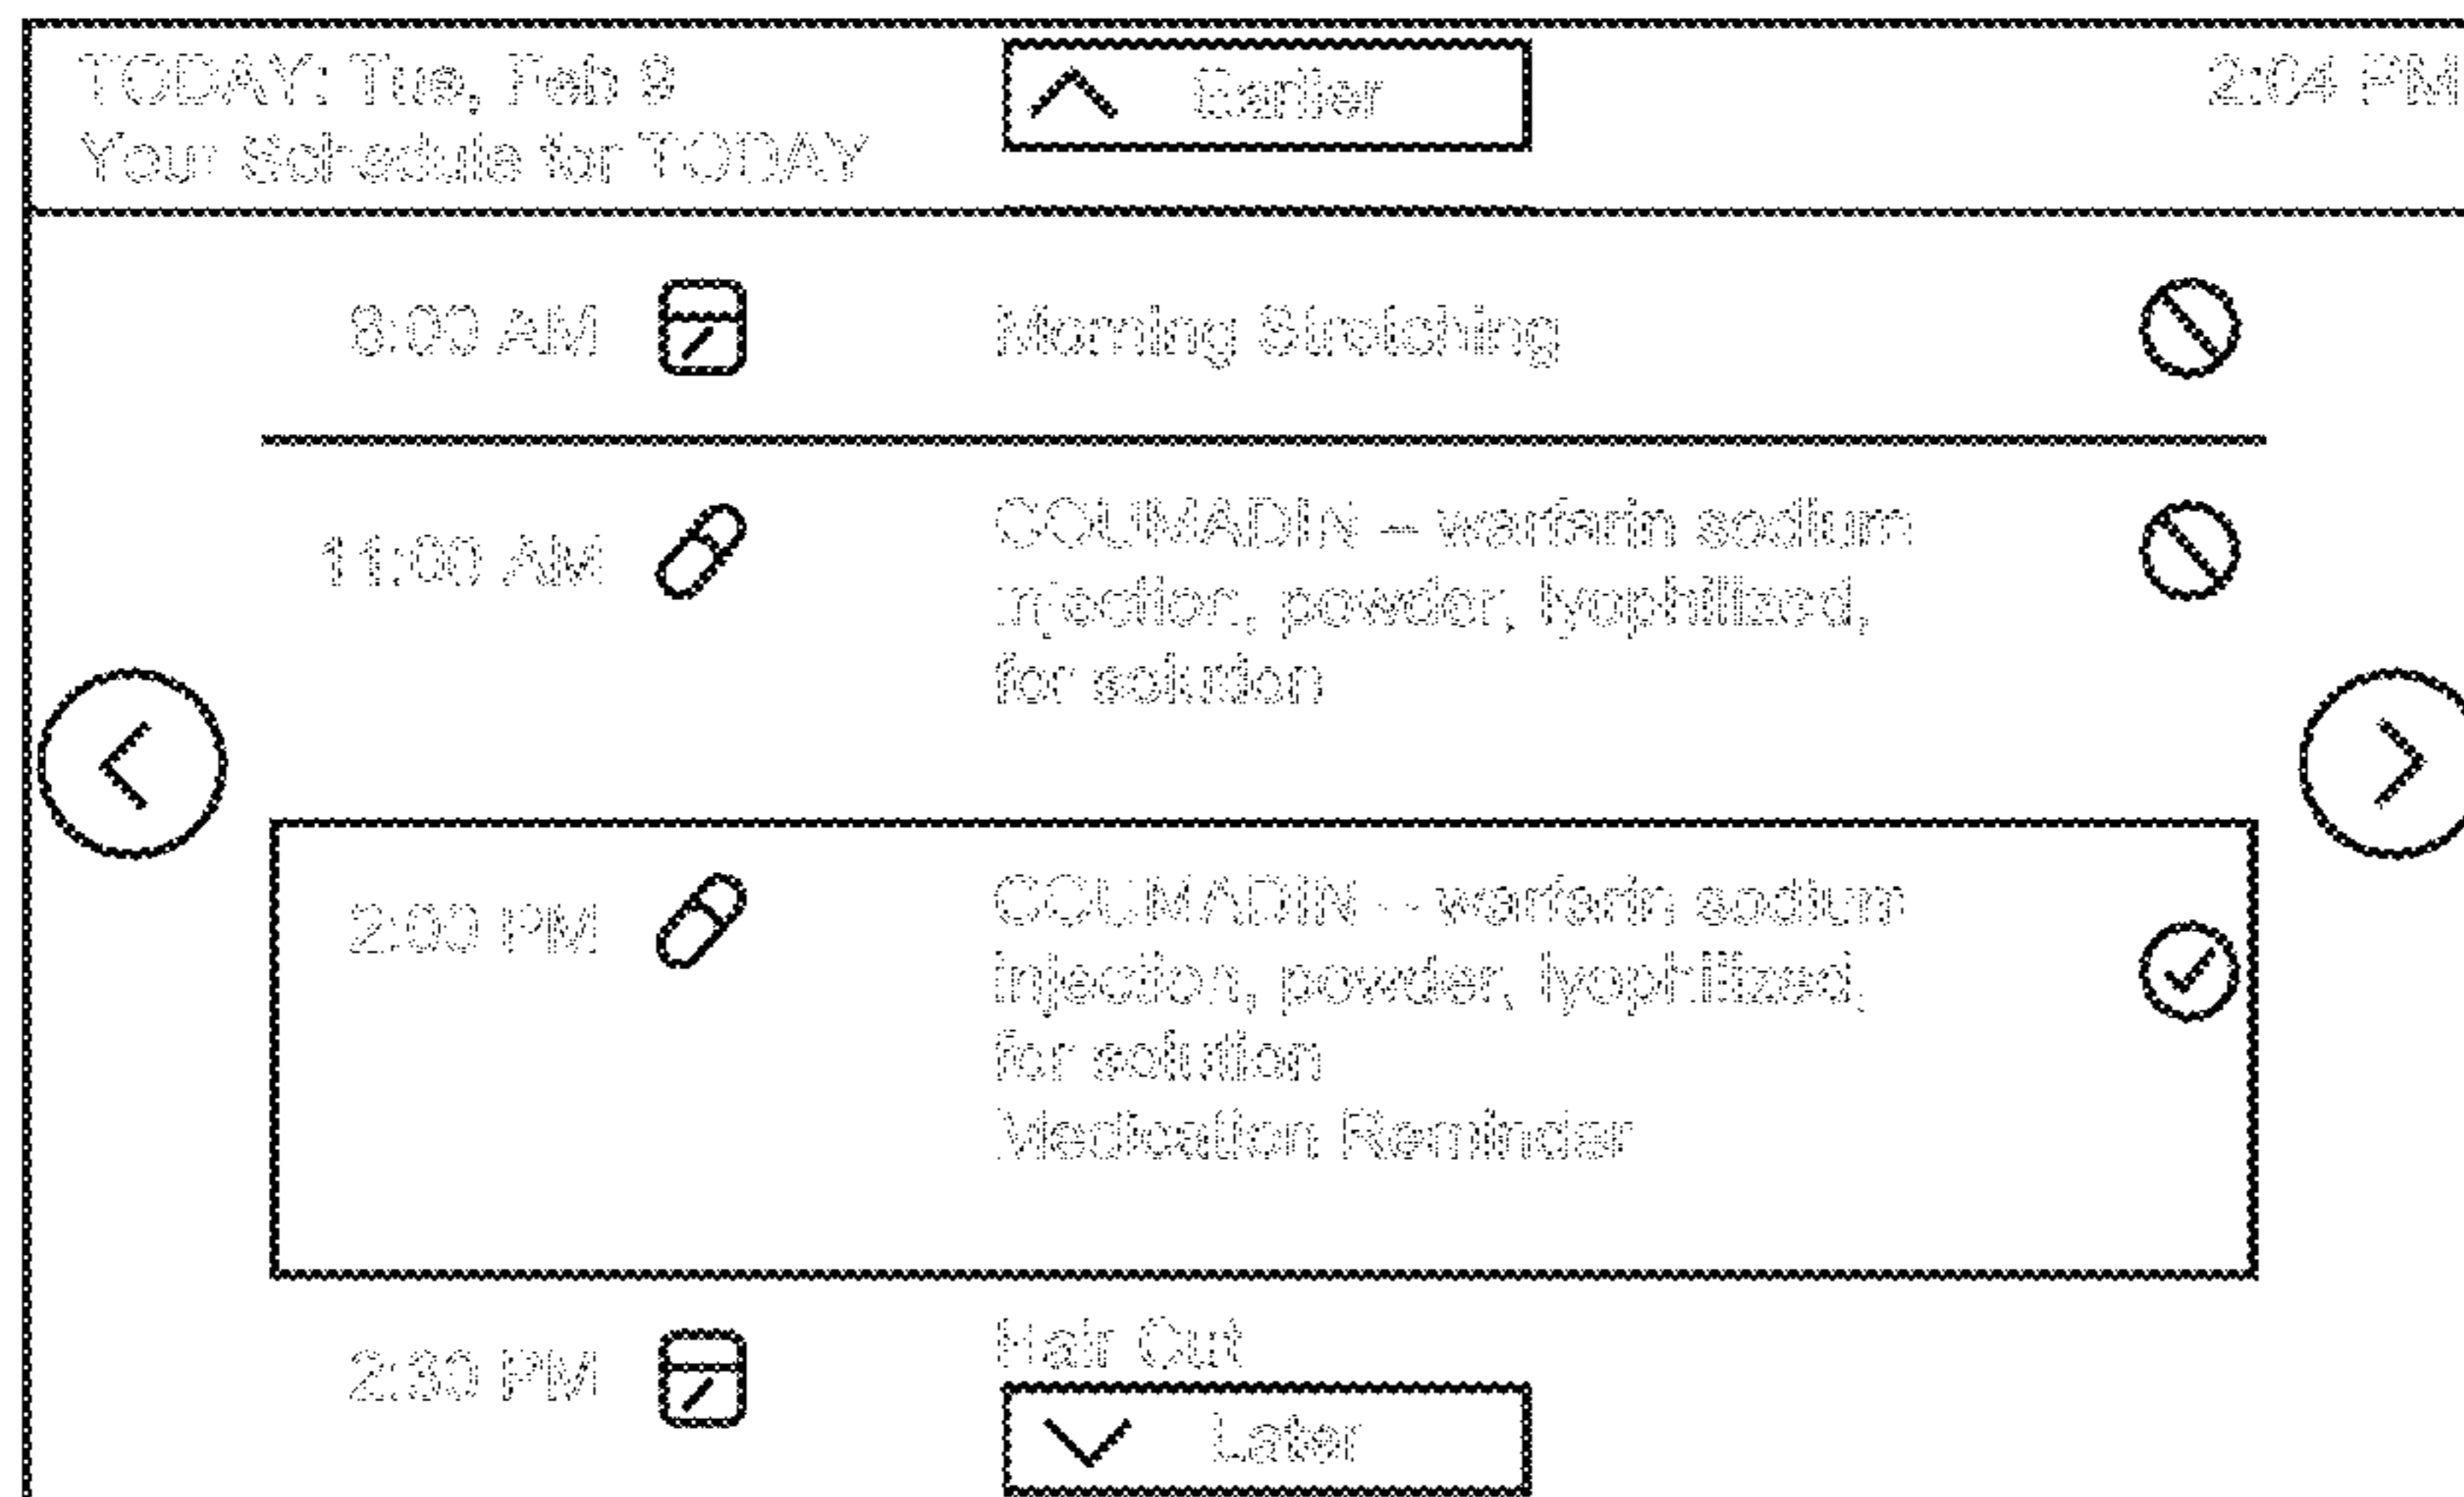 TODAY: Tue, Feb 9
Your Schedule for TODAY
Earlier
2:04 PM
8:00 AM Morning Stretching
11:00 AM COUMADIN – warfarin sodium
injection, powder, lyophilized,
for solution
2:00 PM COUMADIN – warfarin sodium
injection, powder, lyophilized,
for solution
Medication Reminder
2:30 PM Hair Cut
Later